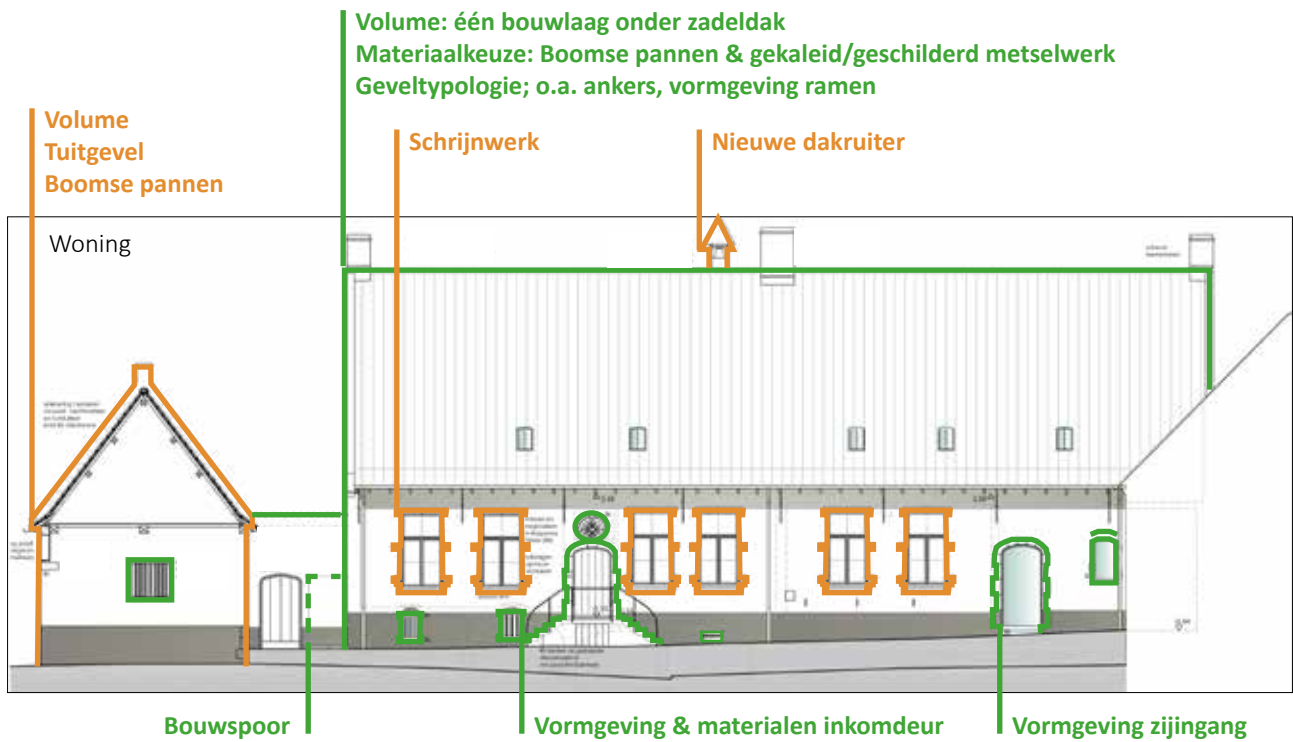 Volume: één bouwlaag onder zadeldak
Materiaalkeuze: Boomse pannen & gekaleid/geschilderd metselwerk
Geveltypologie; o.a. ankers, vormgeving ramen
Volume
Tuitgevel
Boomse pannen
Schrijnwerk
Nieuwe dakruiter
Woning
Bouwspoor
Vormgeving & materialen inkomdeur
Vormgeving zijingang